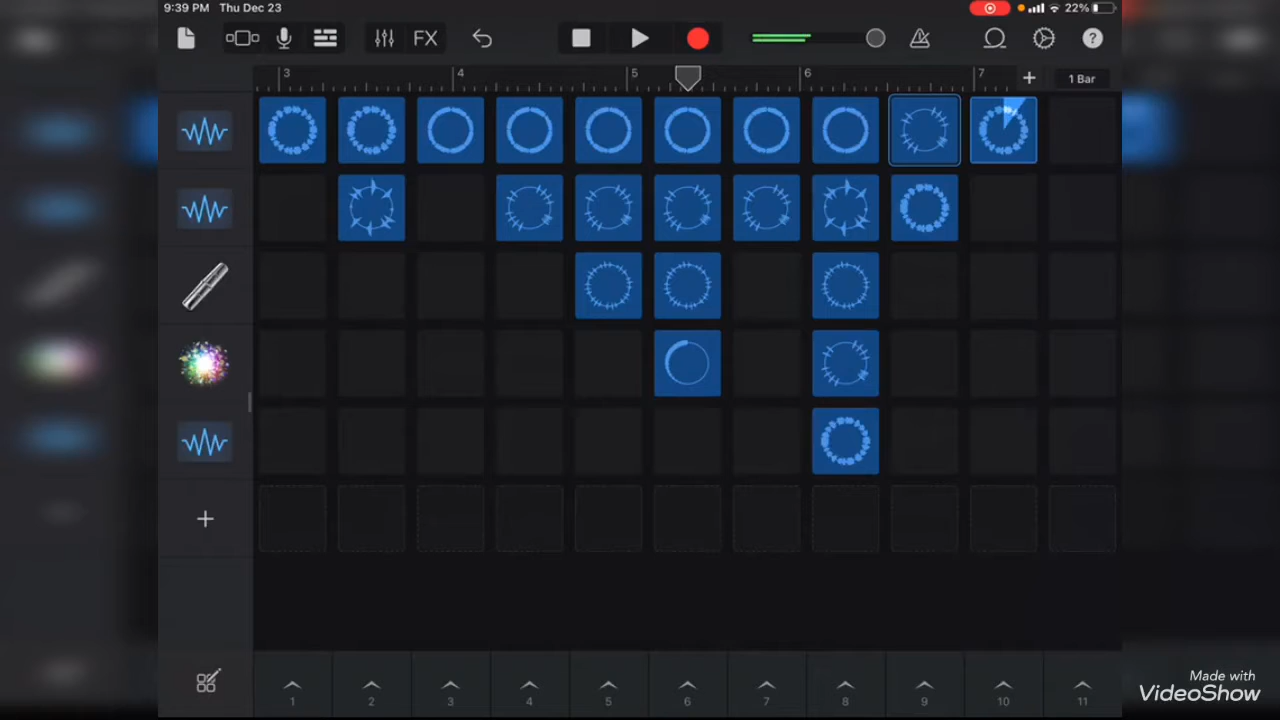 9:39 PM Thu Dec 23
22%
FX
?
3 4 5 6 7
+ 1 Bar
+
1 2 3 4 5 6 7 8 9 10 11
Made with
VideoShow